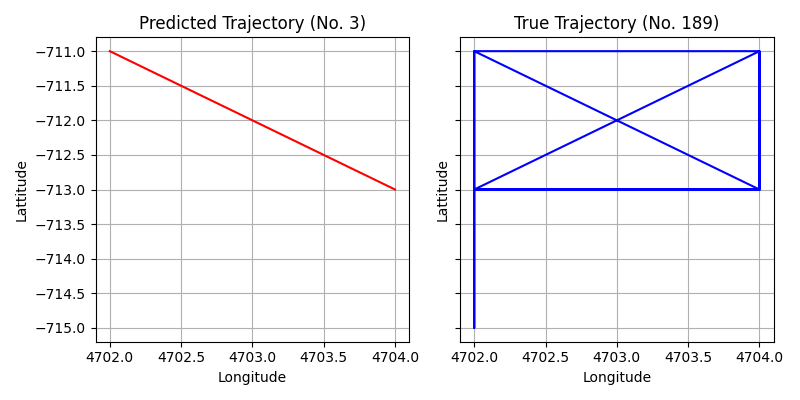 Predicted Trajectory (No. 3)
−711.0
−711.5
−712.0
−712.5
−713.0
−713.5
−714.0
−714.5
−715.0
Lattitude
4702.0 4702.5 4703.0 4703.5 4704.0
Longitude
True Trajectory (No. 189)
Lattitude
4702.0 4702.5 4703.0 4703.5 4704.0
Longitude